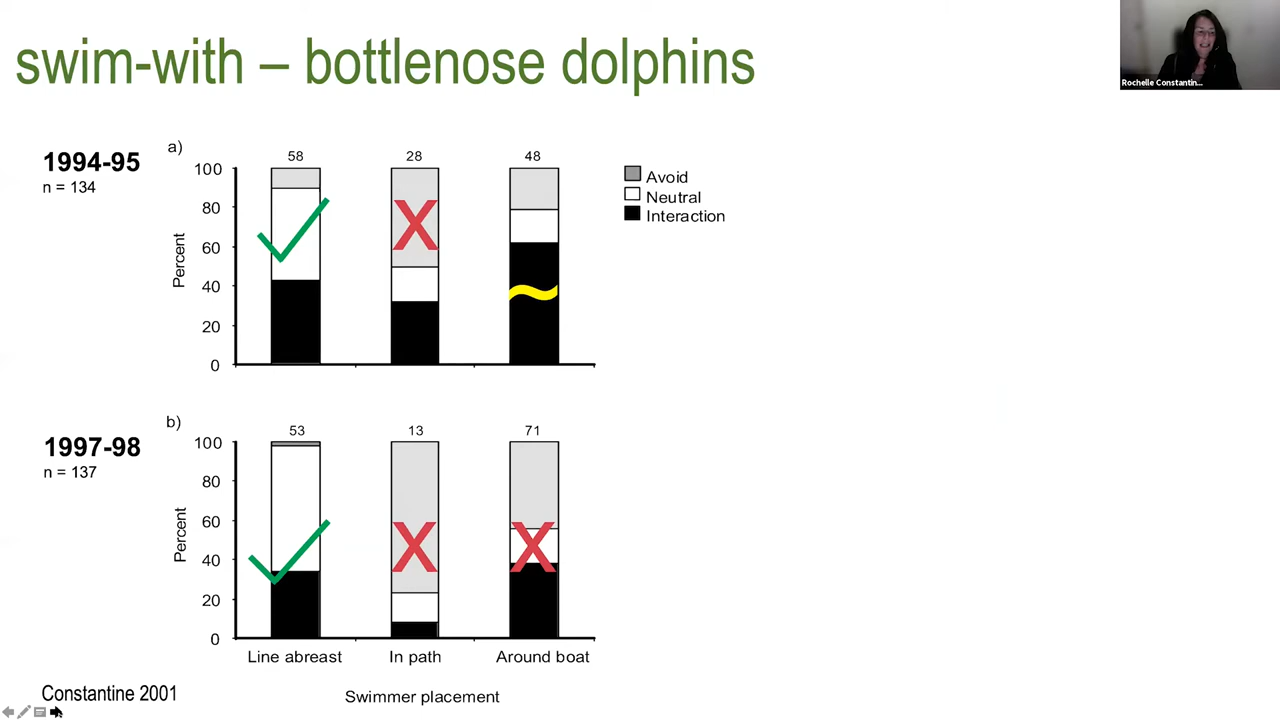 swim-with – bottlenose dolphins
Rochelle Constantin...
1994-95
n = 134
a)
58
28
48
100
80
60
40
20
0
Percent
Avoid
Neutral
Interaction
1997-98
n = 137
b)
53
13
71
100
80
60
40
20
0
Percent
Line abreast
In path
Around boat
Swimmer placement
Constantine 2001